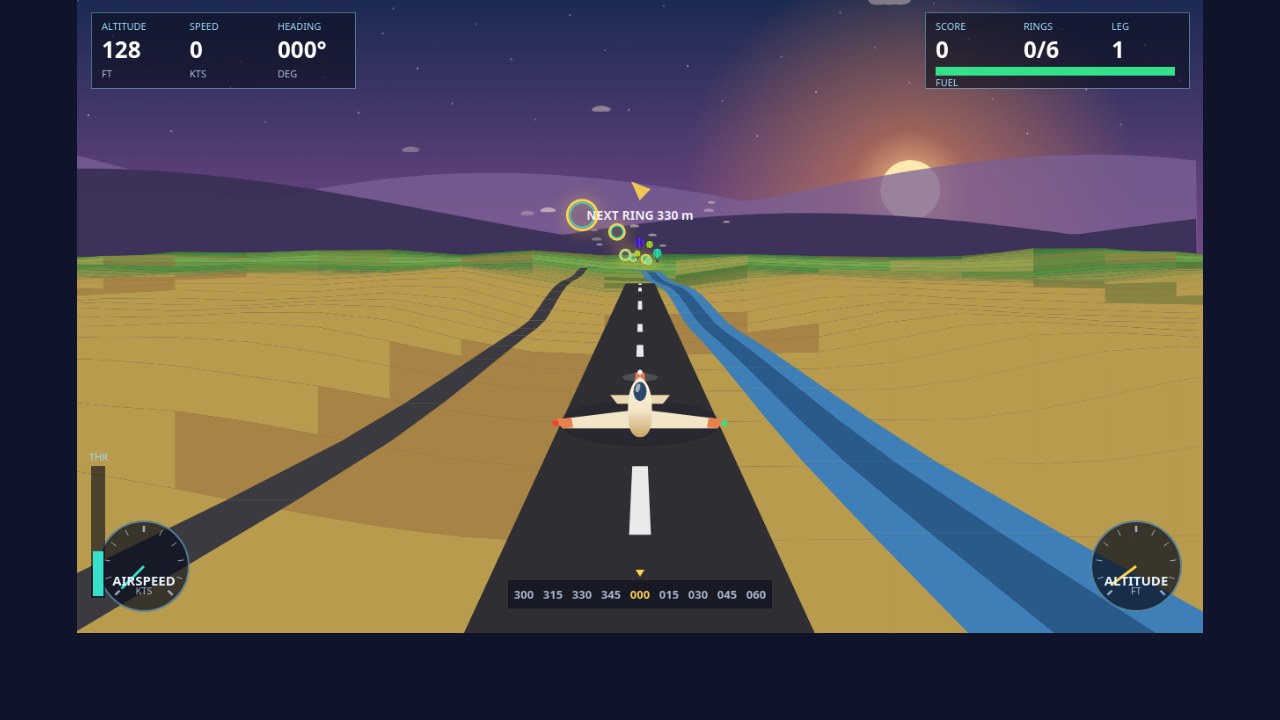 ALTITUDE SPEED HEADING
128 0 000°
FT KTS DEG
SCORE RINGS LEG
0 0/6 1
FUEL
NEXT RING 330 m
THR
AIRSPEED
KTS
ALTITUDE
FT
300 315 330 345 000 015 030 045 060